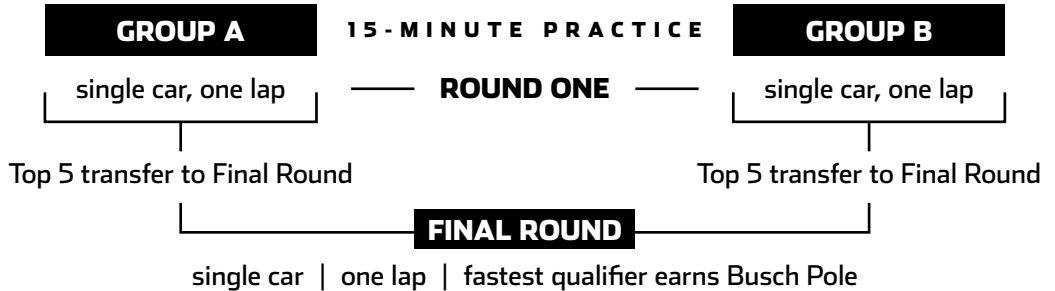 GROUP A 15-MINUTE PRACTICE GROUP B
single car, one lap ROUND ONE single car, one lap
Top 5 transfer to Final Round Top 5 transfer to Final Round
FINAL ROUND
single car | one lap | fastest qualifier earns Busch Pole